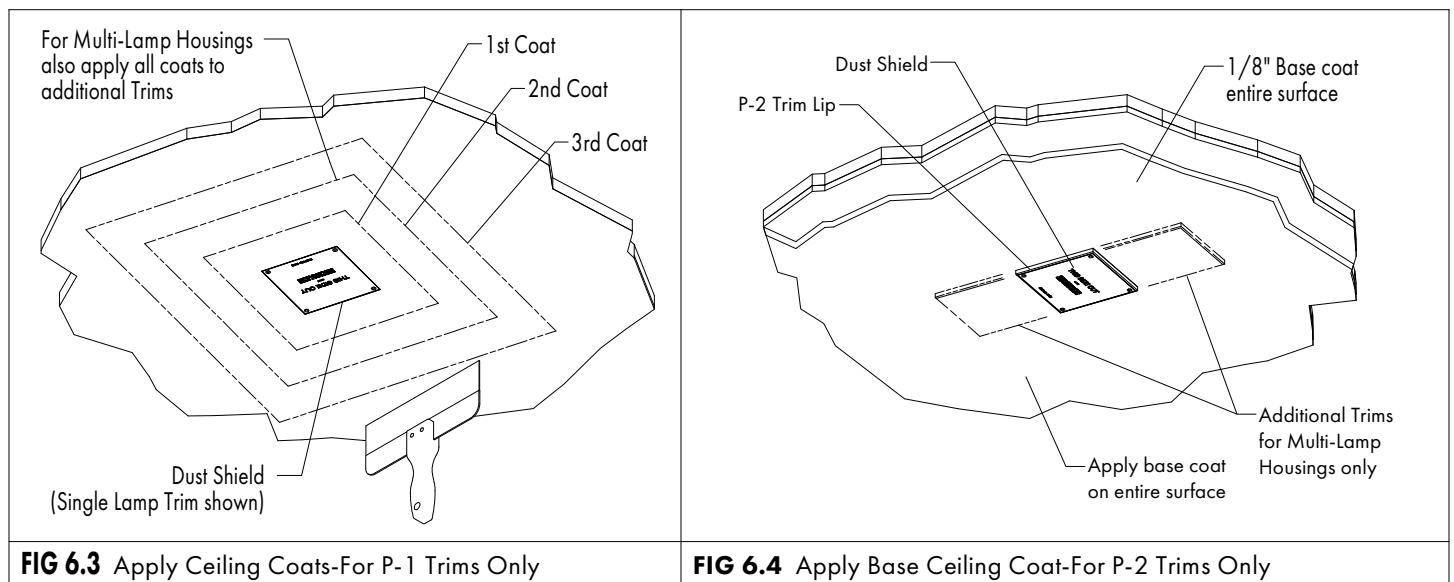 For Multi-Lamp Housings
also apply all coats to
additional Trims
1st Coat
2nd Coat
3rd Coat
Dust Shield
(Single Lamp Trim shown)
FIG 6.3 Apply Ceiling Coats-For P-1 Trims Only
Dust Shield
P-2 Trim Lip
1/8" Base coat
entire surface
Additional Trims
for Multi-Lamp
Housings only
Apply base coat
on entire surface
FIG 6.4 Apply Base Ceiling Coat-For P-2 Trims Only